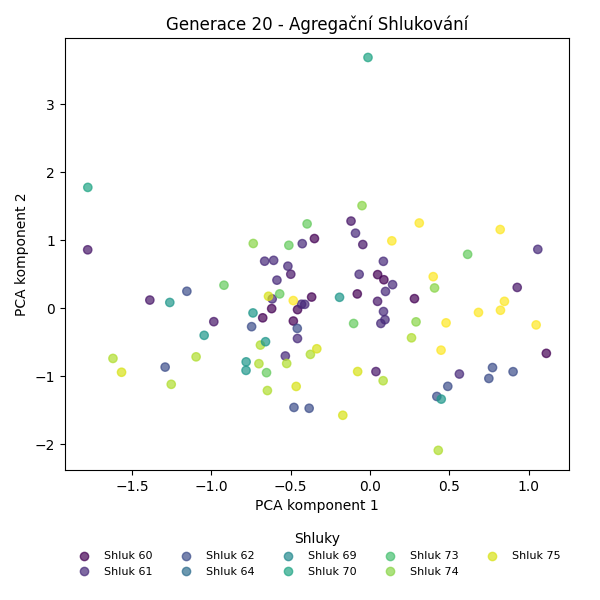 Generace 20 - Agregační Shlukování
PCA komponent 2
3
2
1
0
−1
−2
−1.5 −1.0 −0.5 0.0 0.5 1.0
PCA komponent 1
Shluky
Shluk 60 Shluk 62 Shluk 69 Shluk 73 Shluk 75
Shluk 61 Shluk 64 Shluk 70 Shluk 74